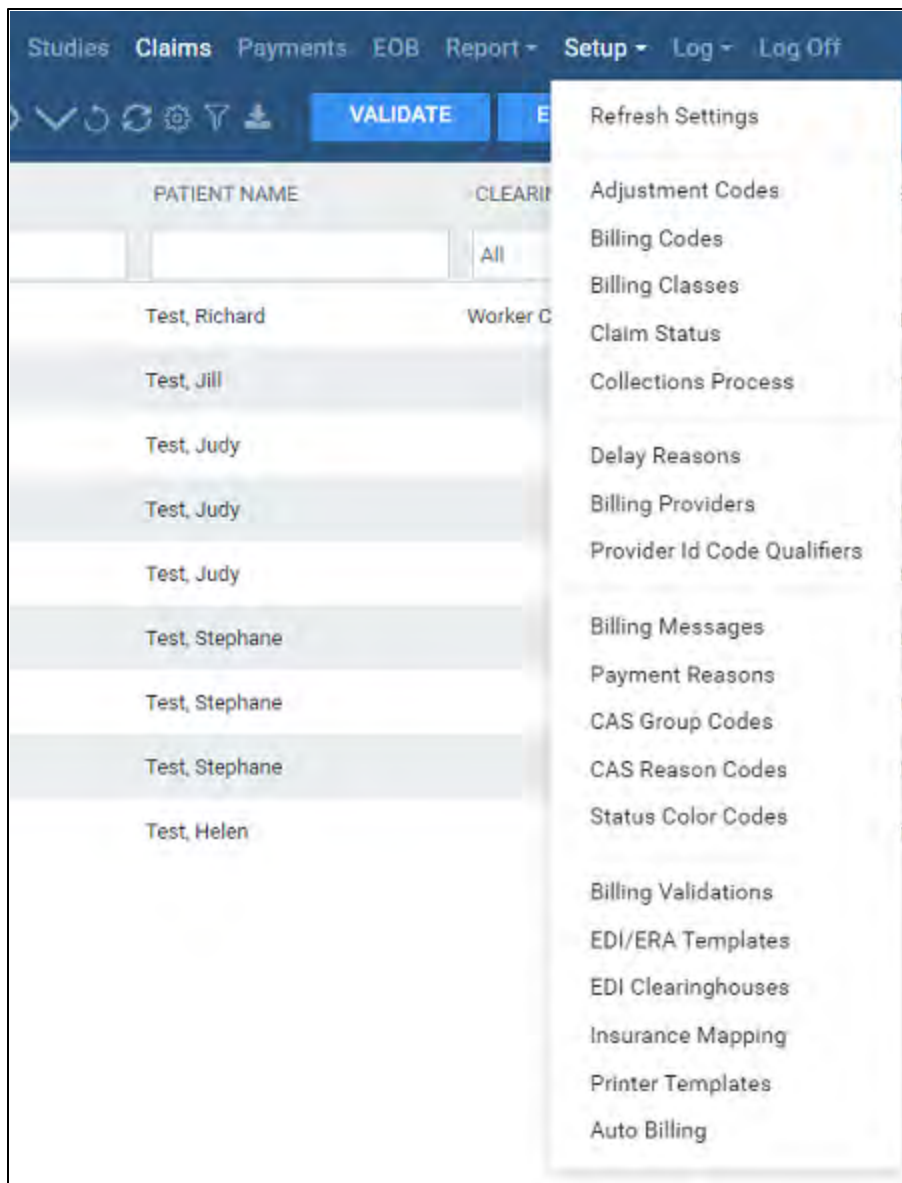 Studies Claims Payments EOB Report Setup Log Log Off
VALIDATE E
PATIENT NAME CLEARIN
All
Test, Richard Worker C
Test, Jill
Test, Judy
Test, Judy
Test, Judy
Test, Stephane
Test, Stephane
Test, Stephane
Test, Helen
Refresh Settings
Adjustment Codes
Billing Codes
Billing Classes
Claim Status
Collections Process
Delay Reasons
Billing Providers
Provider Id Code Qualifiers
Billing Messages
Payment Reasons
CAS Group Codes
CAS Reason Codes
Status Color Codes
Billing Validations
EDI/ERA Templates
EDI Clearinghouses
Insurance Mapping
Printer Templates
Auto Billing